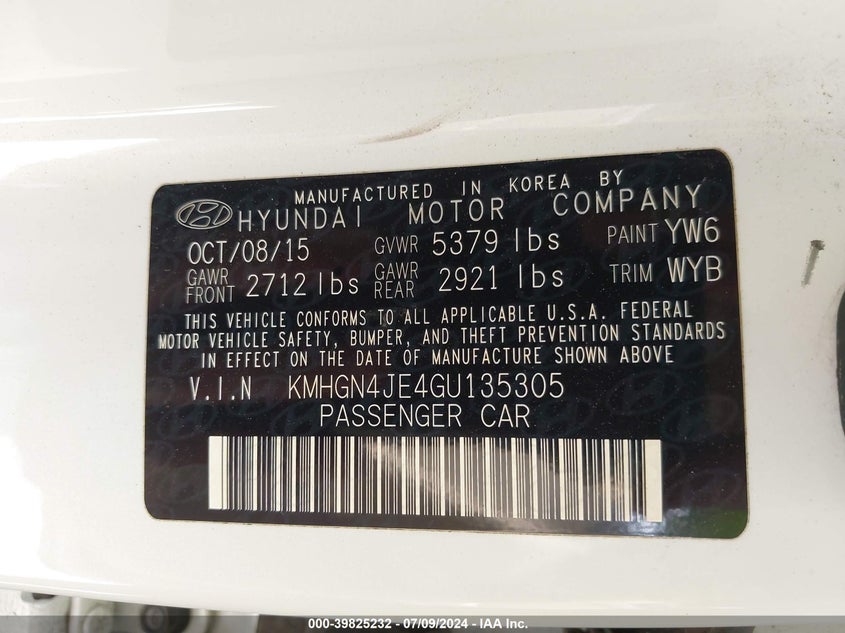 MANUFACTURED IN KOREA BY
HYUNDAI MOTOR COMPANY
OCT/08/15 GVWR 5379 lbs PAINT YW6
GAWR FRONT 2712 lbs GAWR REAR 2921 lbs TRIM WYB
THIS VEHICLE CONFORMS TO ALL APPLICABLE U.S.A. FEDERAL
MOTOR VEHICLE SAFETY, BUMPER, AND THEFT PREVENTION STANDARDS
IN EFFECT ON THE DATE OF MANUFACTURE SHOWN ABOVE
V.I.N KMHGN4JE4GU135305
PASSENGER CAR
000-39825232 - 07/09/2024 - IAA Inc.